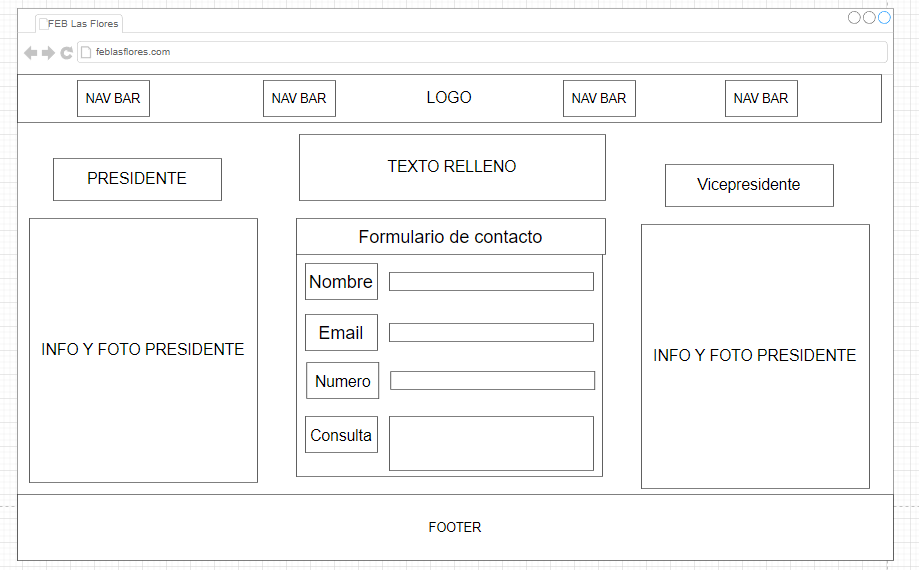 FEB Las Flores
feblasflores.com
NAV BAR
NAV BAR
LOGO
NAV BAR
NAV BAR
PRESIDENTE
TEXTO RELLENO
Vicepresidente
Formulario de contacto
Nombre
Email
Numero
Consulta
INFO Y FOTO PRESIDENTE
INFO Y FOTO PRESIDENTE
FOOTER